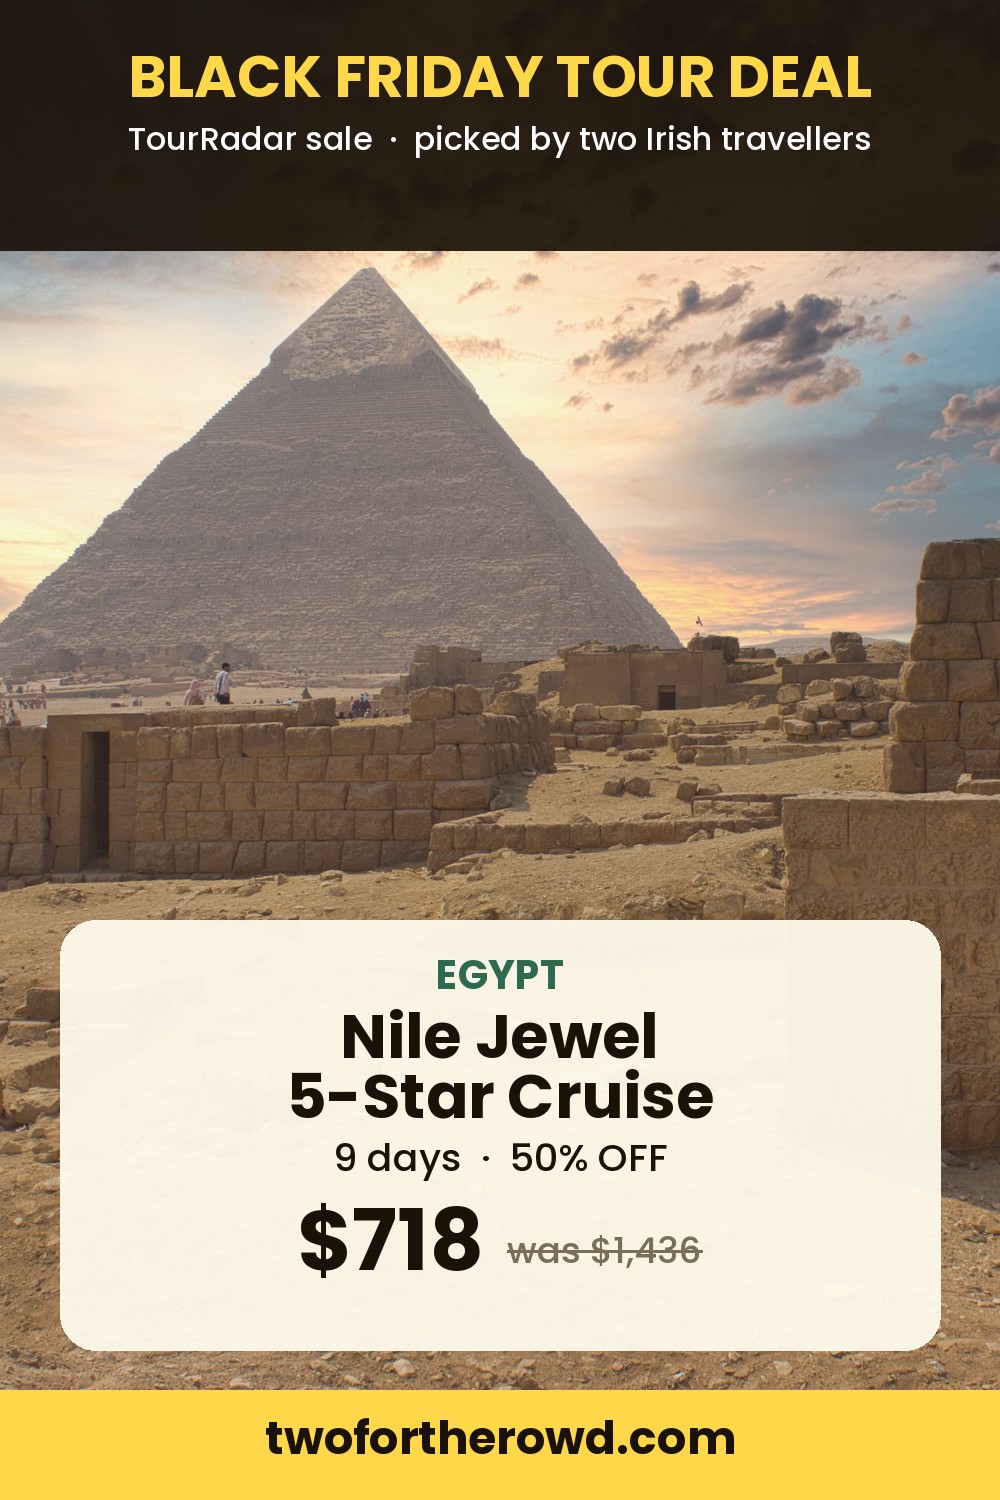 BLACK FRIDAY TOUR DEAL
TourRadar sale · picked by two Irish travellers
EGYPT
Nile Jewel
5-Star Cruise
9 days · 50% OFF
$718 was $1,436
twofortherowd.com